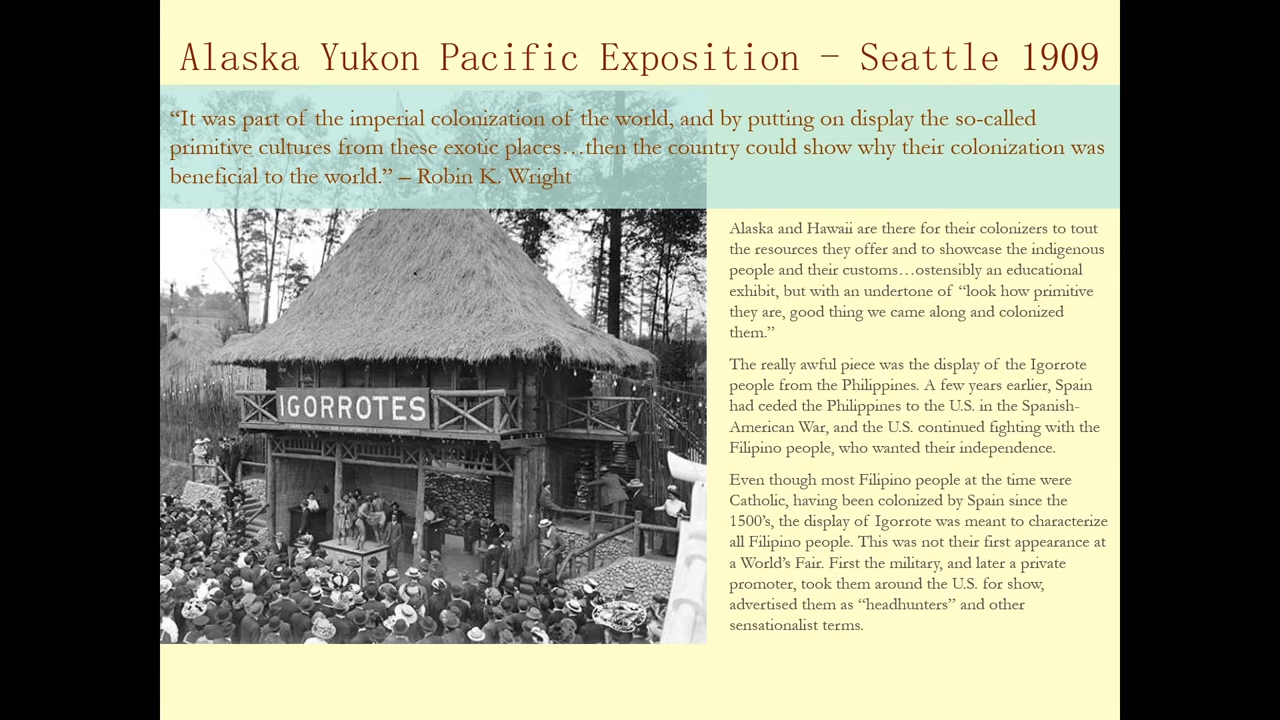 Alaska Yukon Pacific Exposition – Seattle 1909
“It was part of the imperial colonization of the world, and by putting on display the so-called
primitive cultures from these exotic places…then the country could show why their colonization was
beneficial to the world.” – Robin K. Wright
IGORROTES
Alaska and Hawaii are there for their colonizers to tout
the resources they offer and to showcase the indigenous
people and their customs…ostensibly an educational
exhibit, but with an undertone of “look how primitive
they are, good thing we came along and colonized
them.”
The really awful piece was the display of the Igorrote
people from the Philippines. A few years earlier, Spain
had ceded the Philippines to the U.S. in the Spanish-
American War, and the U.S. continued fighting with the
Filipino people, who wanted their independence.
Even though most Filipino people at the time were
Catholic, having been colonized by Spain since the
1500’s, the display of Igorrote was meant to characterize
all Filipino people. This was not their first appearance at
a World’s Fair. First the military, and later a private
promoter, took them around the U.S. for show,
advertised them as “headhunters” and other
sensationalist terms.